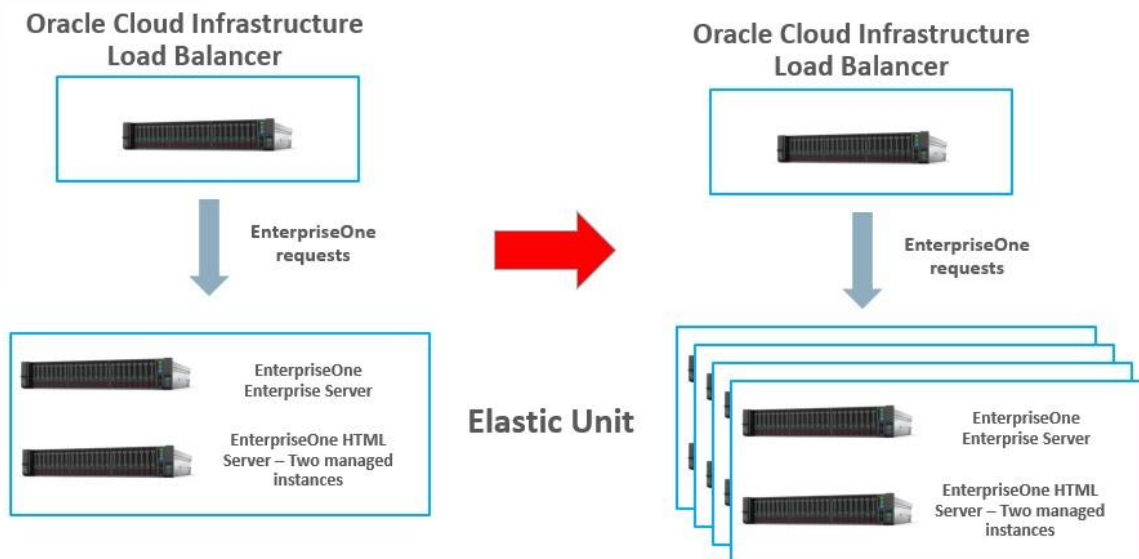 Oracle Cloud Infrastructure
Load Balancer
EnterpriseOne
requests
EnterpriseOne
Enterprise Server
EnterpriseOne HTML
Server – Two managed
instances
Elastic Unit
Oracle Cloud Infrastructure
Load Balancer
EnterpriseOne
requests
EnterpriseOne
Enterprise Server
EnterpriseOne HTML
Server – Two managed
instances